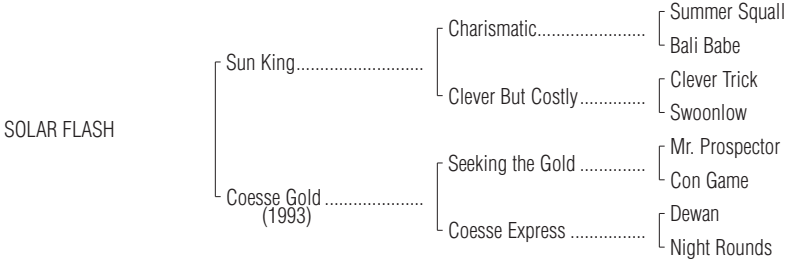 Summer Squall
Charismatic.......................
Bali Babe
Sun King...........................
Clever Trick
Clever But Costly..............
Swoonlow
SOLAR FLASH
Mr. Prospector
Seeking the Gold ..............
Con Game
Coesse Gold .....................
(1993)
Dewan
Coesse Express ................
Night Rounds